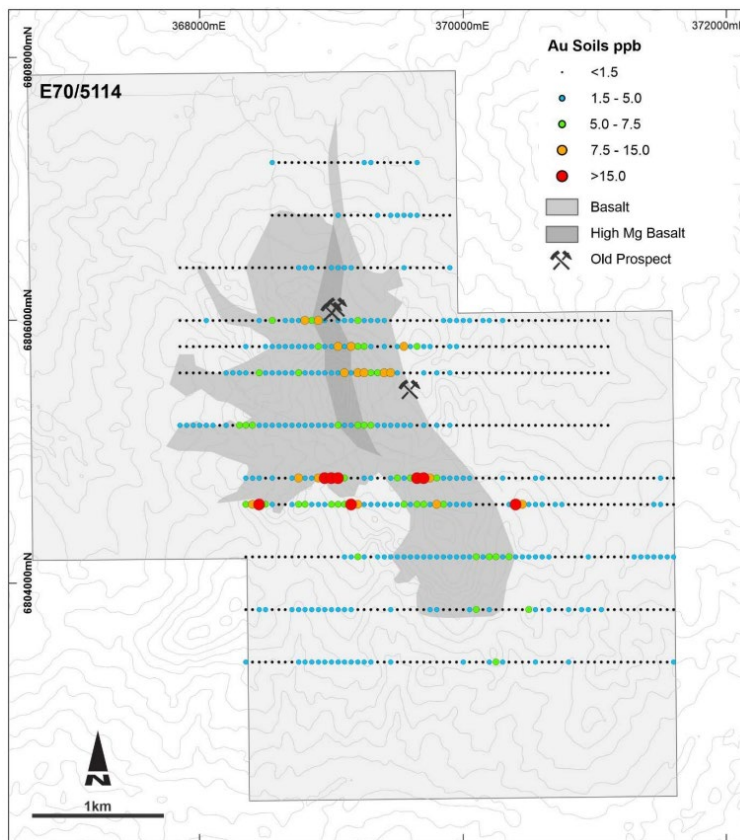 368000mE
370000mE
372000mE
6808000mN
6806000mN
6804000mN
E70/5114
Au Soils ppb
<1.5
1.5 - 5.0
5.0 - 7.5
7.5 - 15.0
>15.0
Basalt
High Mg Basalt
Old Prospect
N
1km